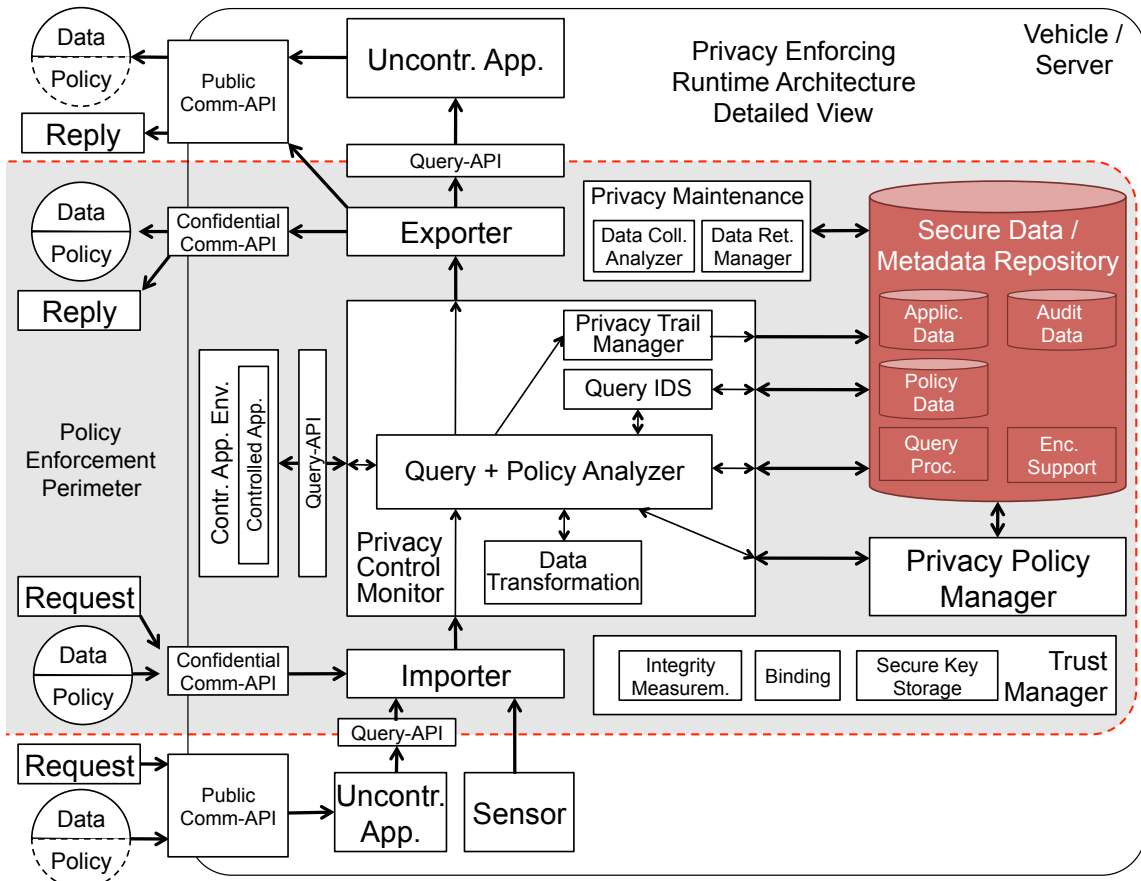 Data
Policy
Public
Comm-API
Uncontr. App.
Privacy Enforcing
Runtime Architecture
Detailed View
Vehicle /
Server
Reply
Query-API
Data
Policy
Confidential
Comm-API
Exporter
Reply
Privacy Maintenance
Data Coll.
Analyzer
Data Ret.
Manager
Secure Data /
Metadata Repository
Applic.
Data
Audit
Data
Policy
Data
Query
Proc.
Enc.
Support
Privacy Trail
Manager
Query IDS
Policy
Enforcement
Perimeter
Contr. App. Env.
Controlled App.
Query-API
Query + Policy Analyzer
Privacy
Control
Monitor
Data
Transformation
Privacy Policy
Manager
Request
Data
Policy
Confidential
Comm-API
Importer
Integrity
Measurem.
Binding
Secure Key
Storage
Trust
Manager
Query-API
Request
Data
Policy
Public
Comm-API
Uncontr.
App.
Sensor